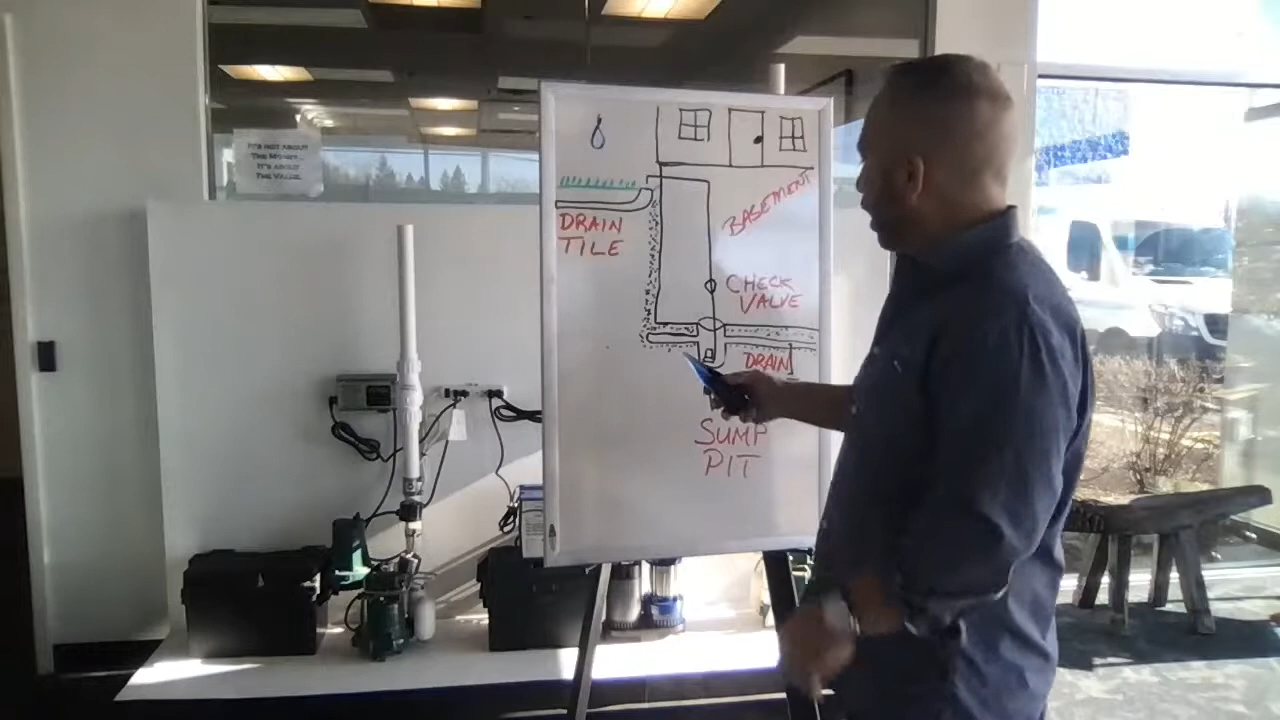 IT'S NOT ABOUT
THE MONEY...
IT'S ABOUT
THE VALUE.
DRAIN
TILE
BASEMENT
CHECK
VALVE
DRAIN
SUMP
PIT